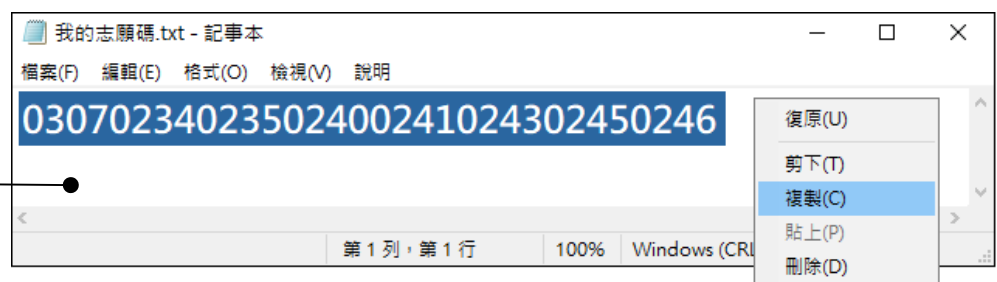 我的志願碼.txt - 記事本
檔案(F) 編輯(E) 格式(O) 檢視(V) 說明
03070234023502400241024302450246
復原(U)
剪下(T)
複製(C)
貼上(P)
刪除(D)
第 1 列，第 1 行 100% Windows (CRL